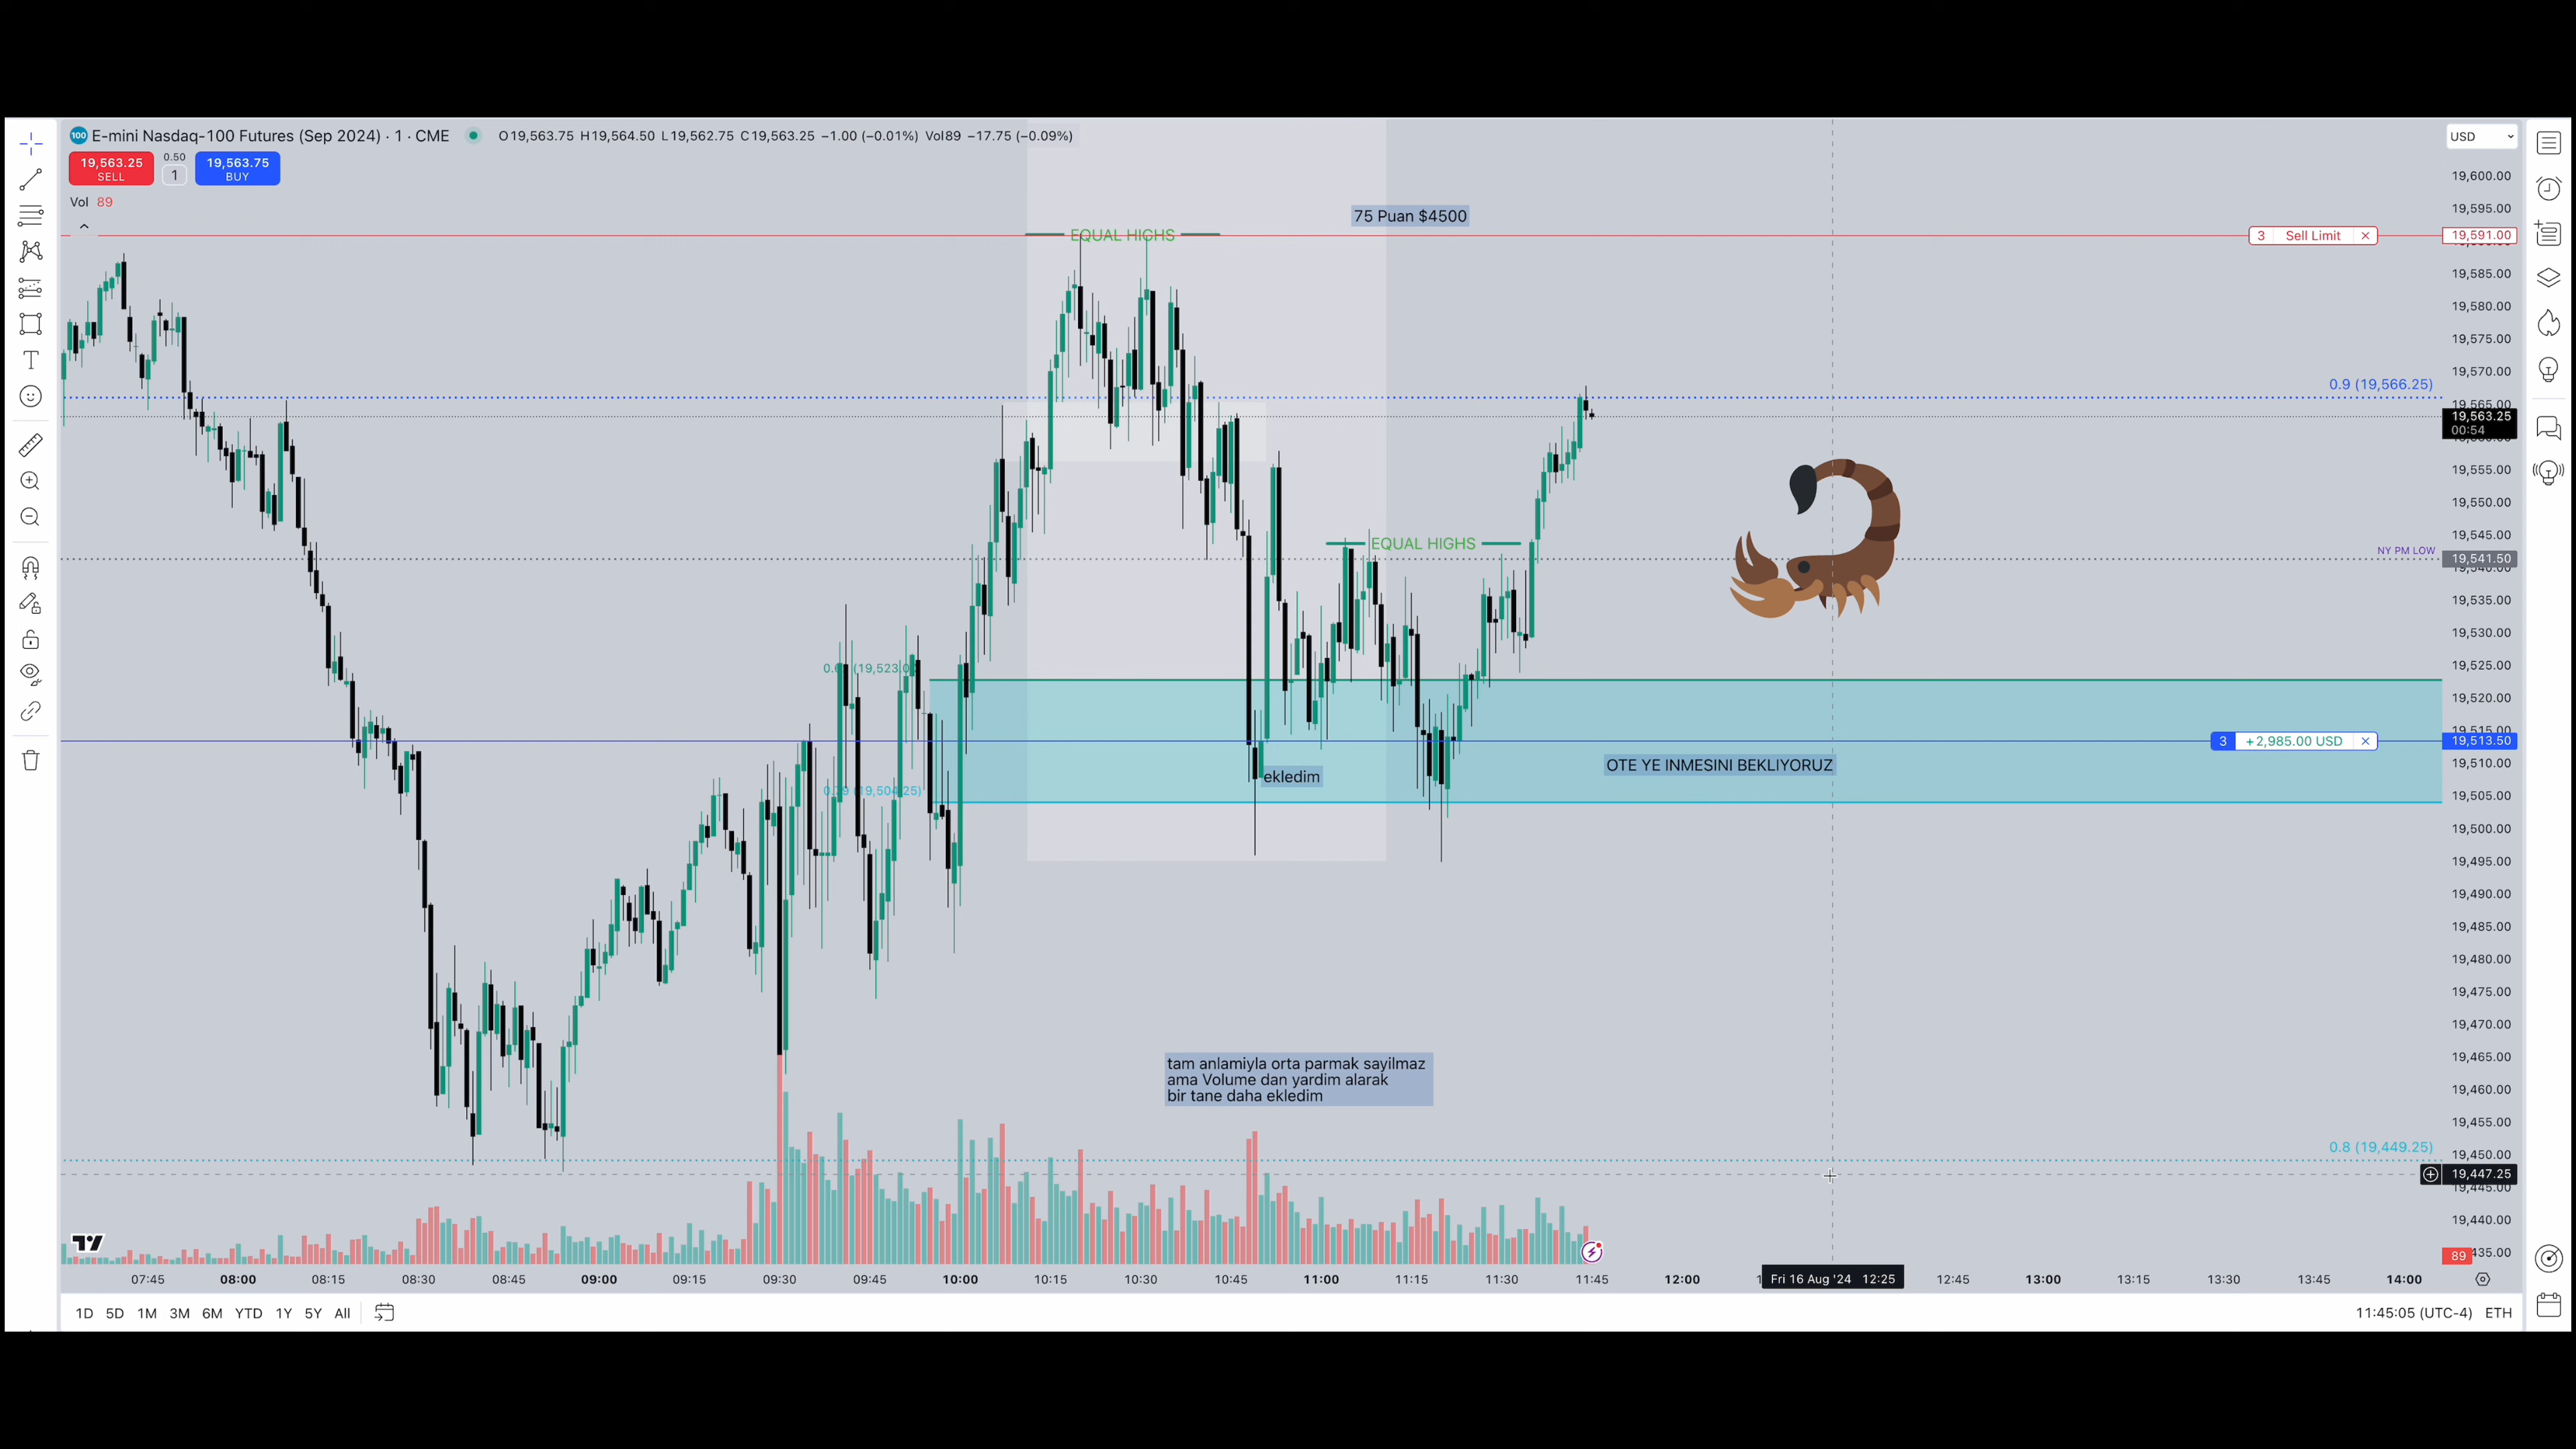 100 E-mini Nasdaq-100 Futures (Sep 2024) · 1 · CME O19,563.75 H19,564.50 L19,562.75 C19,563.25 −1.00 (−0.01%) Vol89 −17.75 (−0.09%)
USD
19,563.25 SELL
0.50
1
19,563.75 BUY
Vol 89
75 Puan $4500
EQUAL HIGHS
3 Sell Limit
19,591.00
0.9 (19,566.25)
19,563.25
00:54
EQUAL HIGHS
NY PM LOW
19,541.50
3 +2,985.00 USD
19,513.50
ekledim
OTE YE INMESINI BEKLIYORUZ
tam anlamiyla orta parmak sayilmaz
ama Volume dan yardim alarak
bir tane daha ekledim
0.8 (19,449.25)
19,447.25
89
19,600.00
19,595.00
19,585.00
19,580.00
19,575.00
19,570.00
19,565.00
19,555.00
19,550.00
19,545.00
19,535.00
19,530.00
19,525.00
19,520.00
19,515.00
19,510.00
19,505.00
19,500.00
19,495.00
19,490.00
19,485.00
19,480.00
19,475.00
19,470.00
19,465.00
19,460.00
19,455.00
19,450.00
19,445.00
19,440.00
07:45 08:00 08:15 08:30 08:45 09:00 09:15 09:30 09:45 10:00 10:15 10:30 10:45 11:00 11:15 11:30 11:45 12:00 Fri 16 Aug '24 12:25 12:45 13:00 13:15 13:30 13:45 14:00
1D 5D 1M 3M 6M YTD 1Y 5Y All
11:45:05 (UTC-4) ETH